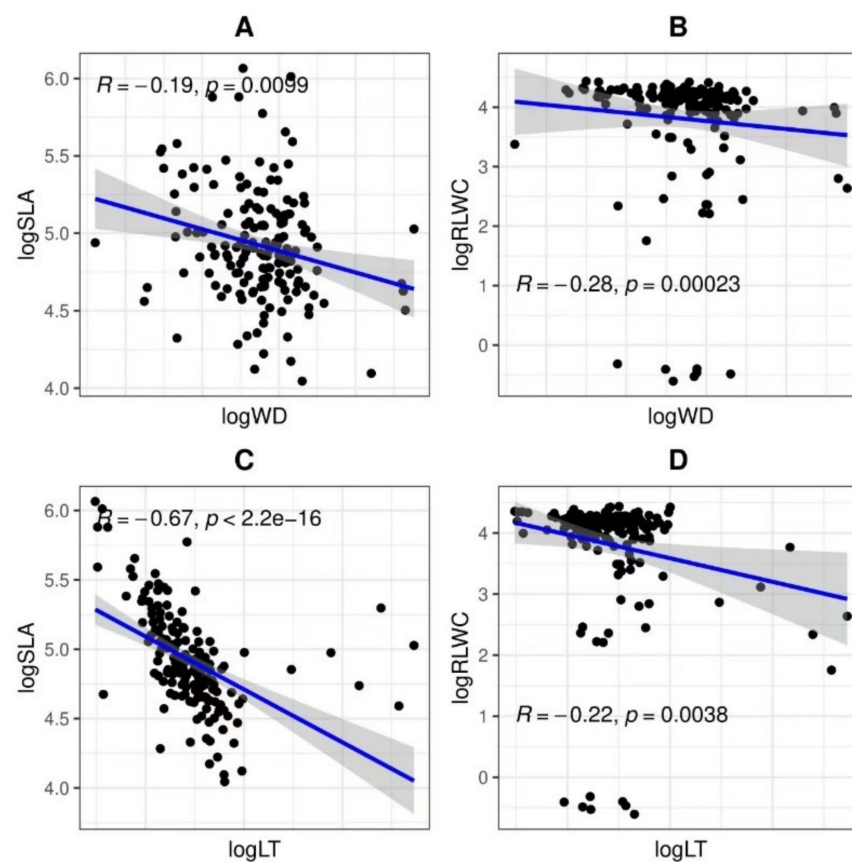 A
6.0
R = −0.19, p = 0.0099
5.5
5.0
4.5
4.0
logSLA
logWD
B
4
3
2
1
0
R = −0.28, p = 0.00023
logRLWC
logWD
C
6.0
R = −0.67, p < 2.2e−16
5.5
5.0
4.5
4.0
logSLA
logLT
D
4
3
2
1
0
R = −0.22, p = 0.0038
logRLWC
logLT